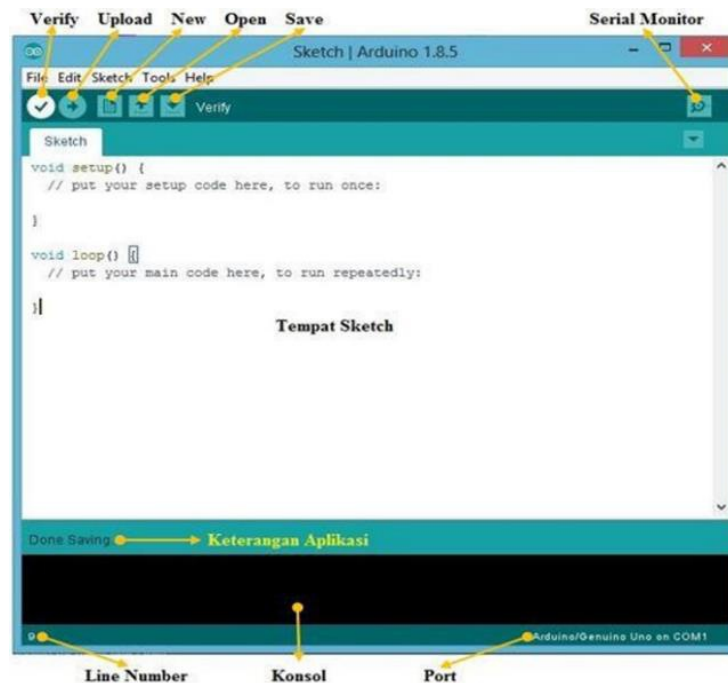 Verify Upload New Open Save Serial Monitor
Sketch | Arduino 1.8.5
File Edit Sketch Tools Help
Verify
Sketch
void setup() {
// put your setup code here, to run once:
}
void loop() {
// put your main code here, to run repeatedly:
}
Tempat Sketch
Done Saving. Keterangan Aplikasi
9 Arduino/Genuino Uno on COM1
Line Number Konsol Port